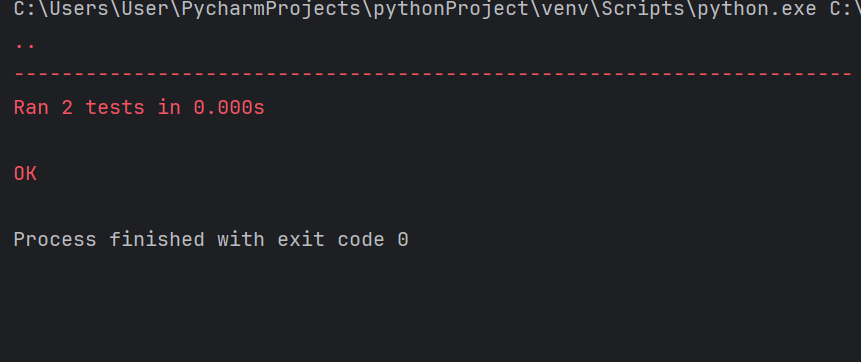 C:\Users\User\PycharmProjects\pythonProject\venv\Scripts\python.exe C:\
..
----------------------------------------------------------------------
Ran 2 tests in 0.000s
OK
Process finished with exit code 0